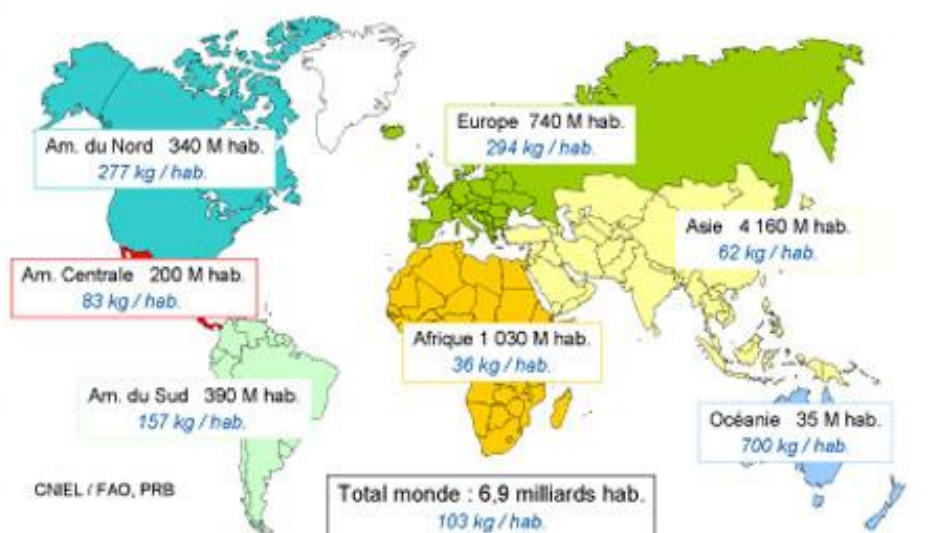 Europe 740 M hab.
294 kg / hab.
Am. du Nord 340 M hab.
277 kg / hab.
Asie 4 160 M hab.
62 kg / hab.
Am. Centrale 200 M hab.
83 kg / hab.
Afrique 1 030 M hab.
36 kg / hab.
Am. du Sud 390 M hab.
157 kg / hab.
Océanie 35 M hab.
700 kg / hab.
CNIEL / FAO, PRB
Total monde : 6,9 milliards hab.
103 kg / hab.